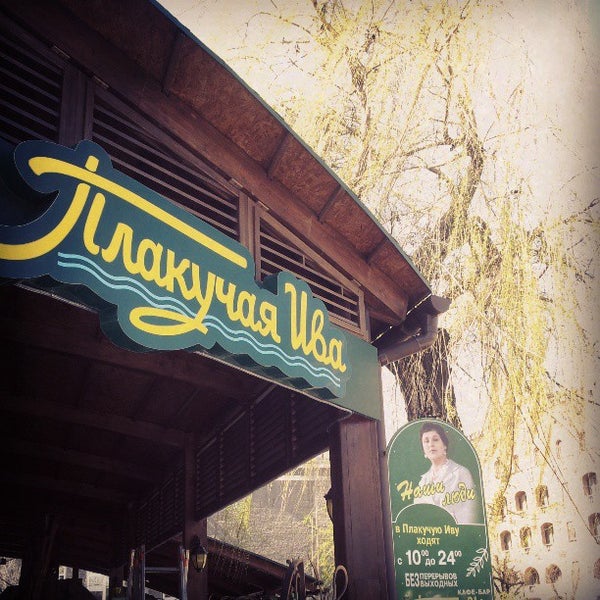 Плакучая Ива
Наши
люди
в Плакучую Иву
ходят
с 10⁰⁰ до 24⁰⁰
БЕЗ ПЕРЕРЫВОВ
ВЫХОДНЫХ
КАФЕ-БАР